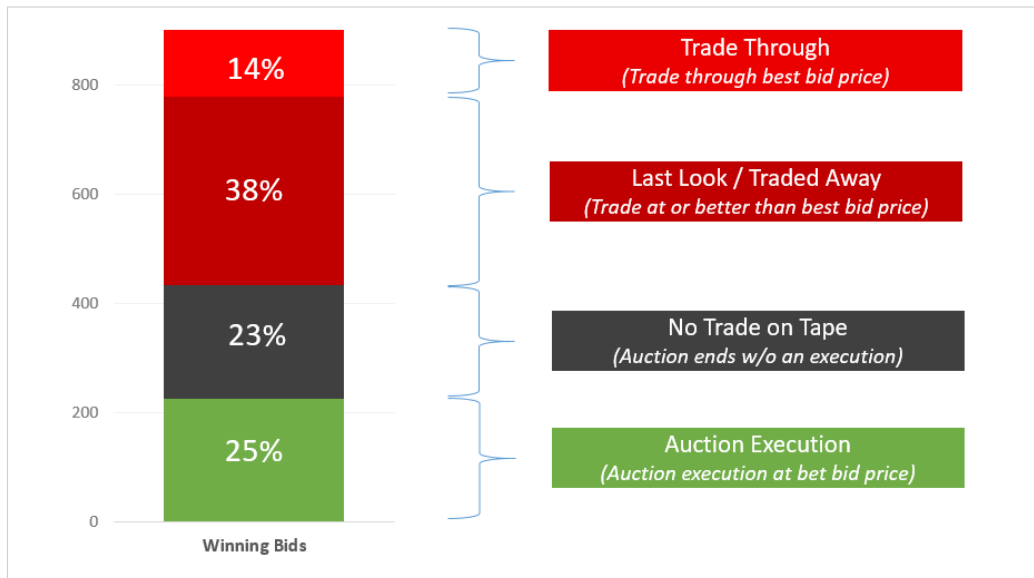 14%
Trade Through
(Trade through best bid price)
800
38%
Last Look / Traded Away
(Trade at or better than best bid price)
600
400
23%
No Trade on Tape
(Auction ends w/o an execution)
200
25%
Auction Execution
(Auction execution at bet bid price)
0
Winning Bids